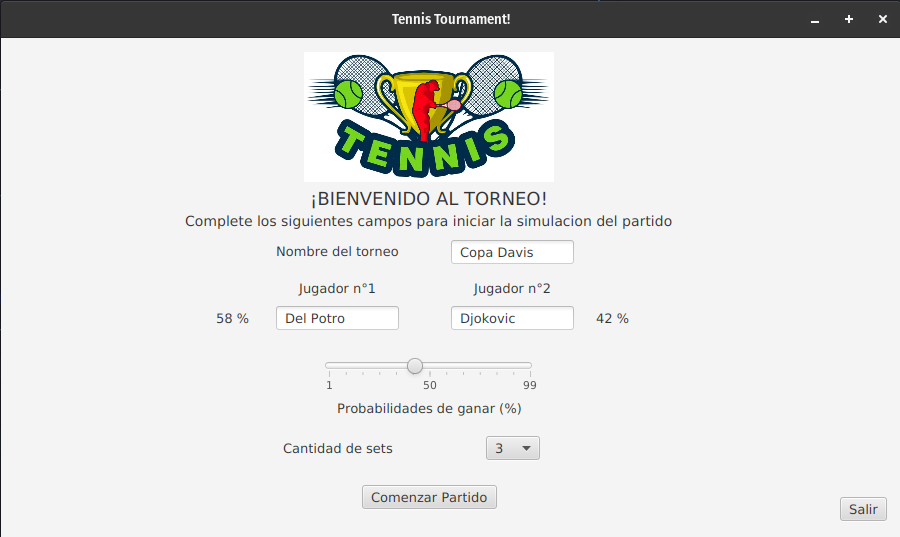 Tennis Tournament!
TENNIS
¡BIENVENIDO AL TORNEO!
Complete los siguientes campos para iniciar la simulacion del partido
Nombre del torneo Copa Davis
Jugador n°1 Jugador n°2
58 % Del Potro Djokovic 42 %
1 50 99
Probabilidades de ganar (%)
Cantidad de sets 3
Comenzar Partido
Salir